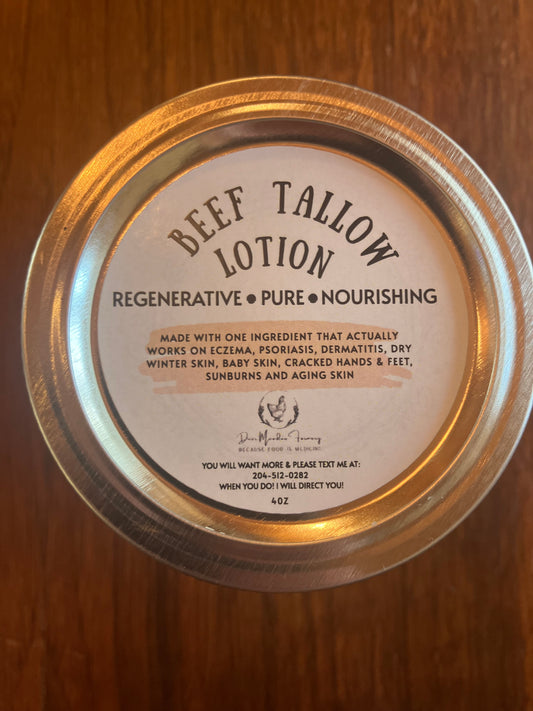 BEEF TALLOW
LOTION
REGENERATIVE • PURE • NOURISHING
MADE WITH ONE INGREDIENT THAT ACTUALLY
WORKS ON ECZEMA, PSORIASIS, DERMATITIS, DRY
WINTER SKIN, BABY SKIN, CRACKED HANDS & FEET,
SUNBURNS AND AGING SKIN
BECAUSE FOOD IS MEDICINE
YOU WILL WANT MORE & PLEASE TEXT ME AT:
204-512-0282
WHEN YOU DO! I WILL DIRECT YOU!
4OZ